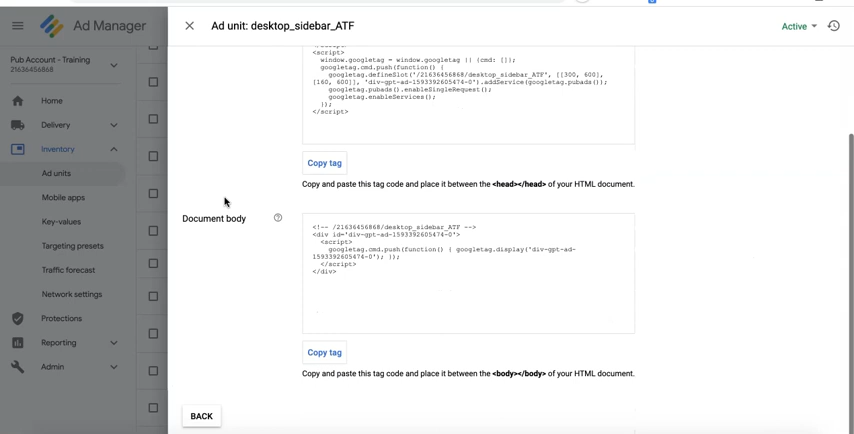 Ad Manager
Ad unit: desktop_sidebar_ATF
Active
Pub Account - Training
21636456868
Home
Delivery
Inventory
Ad units
Mobile apps
Key-values
Targeting presets
Traffic forecast
Network settings
Protections
Reporting
Admin
<script>
window.googletag = window.googletag || {cmd: []};
googletag.cmd.push(function() {
googletag.defineSlot('/21636456868/desktop_sidebar_ATF', [[300, 600],
[160, 600]], 'div-gpt-ad-1593392605474-0').addService(googletag.pubads());
googletag.pubads().enableSingleRequest();
googletag.enableServices();
});
</script>
Copy tag
Copy and paste this tag code and place it between the <head></head> of your HTML document.
Document body
<!-- /21636456868/desktop_sidebar_ATF -->
<div id='div-gpt-ad-1593392605474-0'>
<script>
googletag.cmd.push(function() { googletag.display('div-gpt-ad-
1593392605474-0'); });
</script>
</div>
Copy tag
Copy and paste this tag code and place it between the <body></body> of your HTML document.
BACK